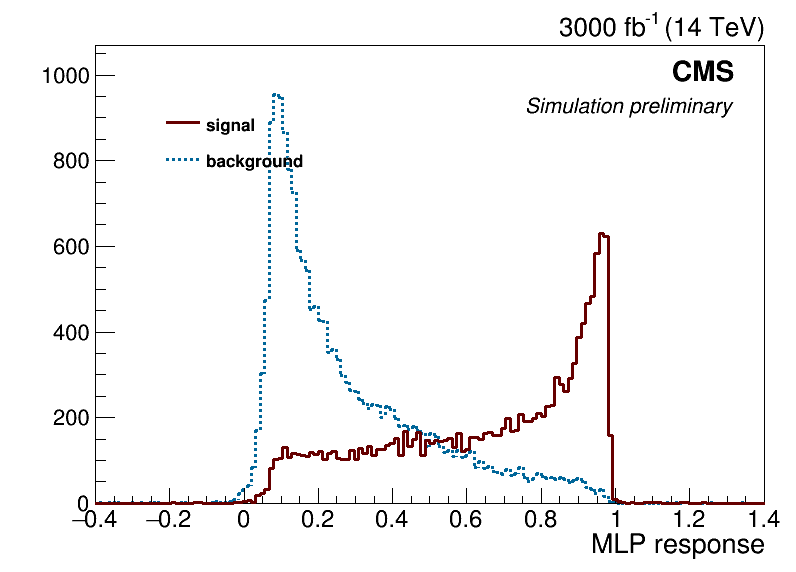 3000 fb⁻¹ (14 TeV)
CMS
Simulation preliminary
signal
background
1000
800
600
400
200
0
−0.4 −0.2 0 0.2 0.4 0.6 0.8 1 1.2 1.4
MLP response